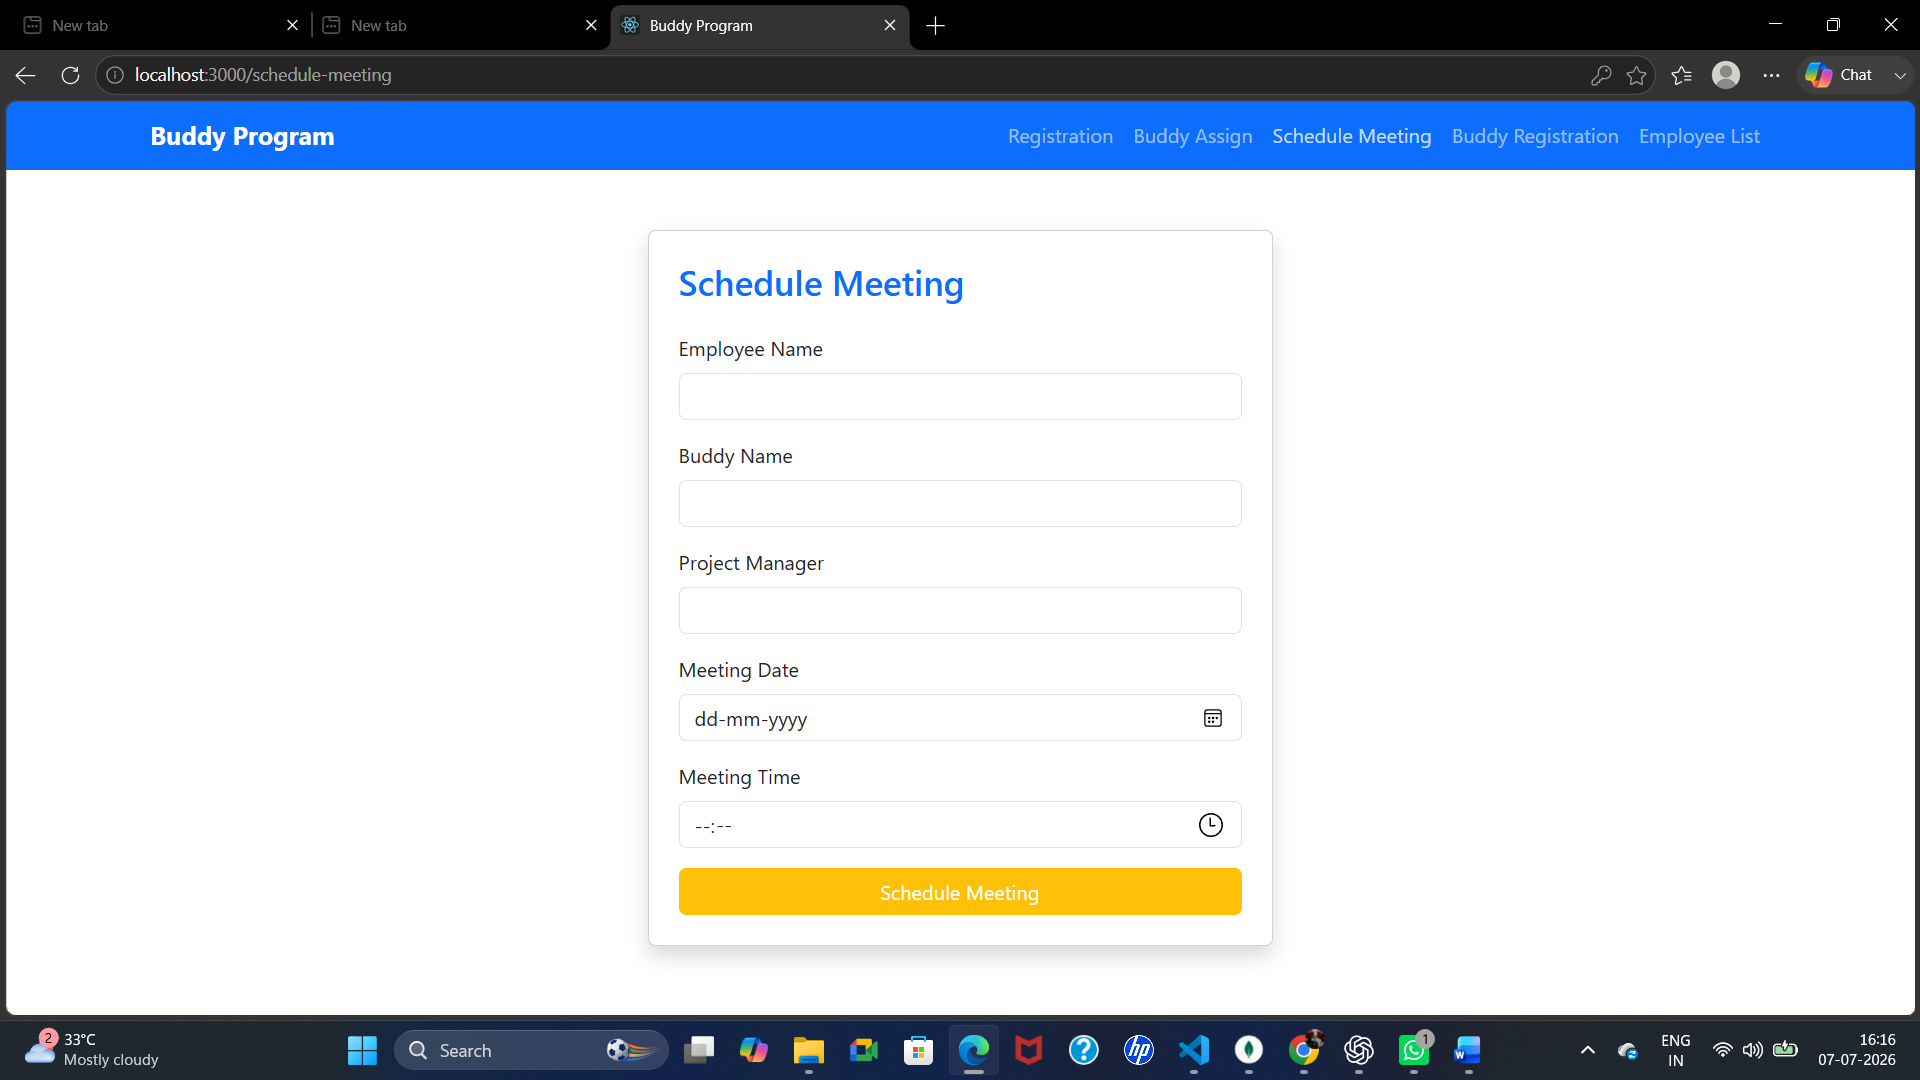 New tab
New tab
Buddy Program
localhost:3000/schedule-meeting
Chat
Buddy Program
Registration
Buddy Assign
Schedule Meeting
Buddy Registration
Employee List
Schedule Meeting
Employee Name
Buddy Name
Project Manager
Meeting Date
dd-mm-yyyy
Meeting Time
--:--
Schedule Meeting
2
33°C
Mostly cloudy
Search
hp
1
W
ENG
IN
16:16
07-07-2026